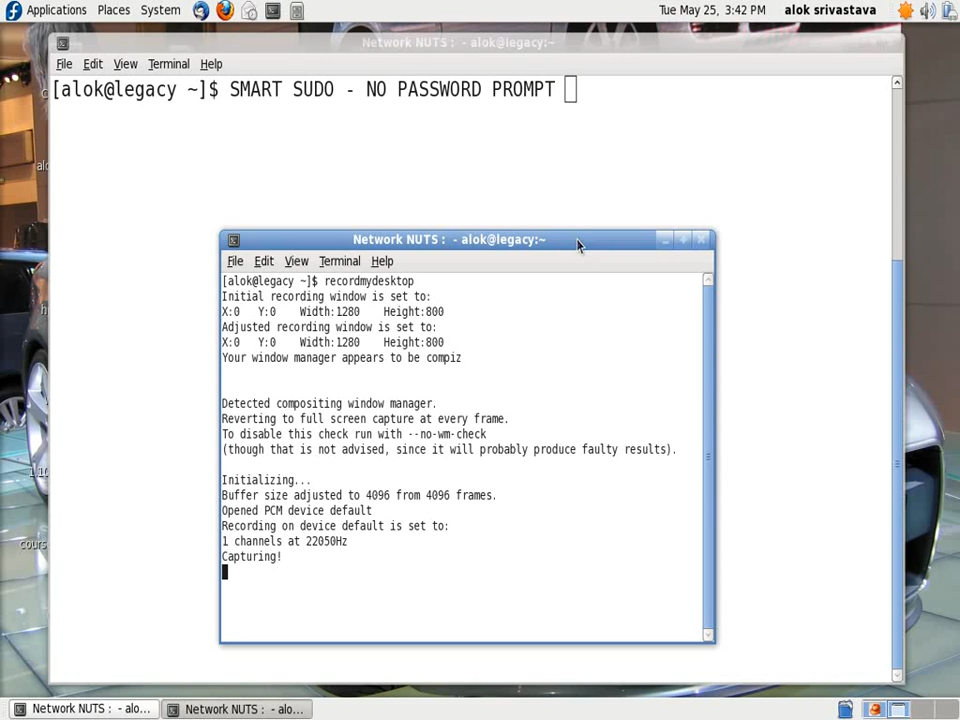 Applications Places System
Tue May 25, 3:42 PM alok srivastava
Network NUTS : - alok@legacy:~
File Edit View Terminal Help
[alok@legacy ~]$ SMART SUDO - NO PASSWORD PROMPT
Network NUTS : - alok@legacy:~
File Edit View Terminal Help
[alok@legacy ~]$ recordmydesktop
Initial recording window is set to:
X:0 Y:0 Width:1280 Height:800
Adjusted recording window is set to:
X:0 Y:0 Width:1280 Height:800
Your window manager appears to be compiz
Detected compositing window manager.
Reverting to full screen capture at every frame.
To disable this check run with --no-wm-check
(though that is not advised, since it will probably produce faulty results).
Initializing...
Buffer size adjusted to 4096 from 4096 frames.
Opened PCM device default
Recording on device default is set to:
1 channels at 22050Hz
Capturing!
Network NUTS : - alo...
Network NUTS : - alo...